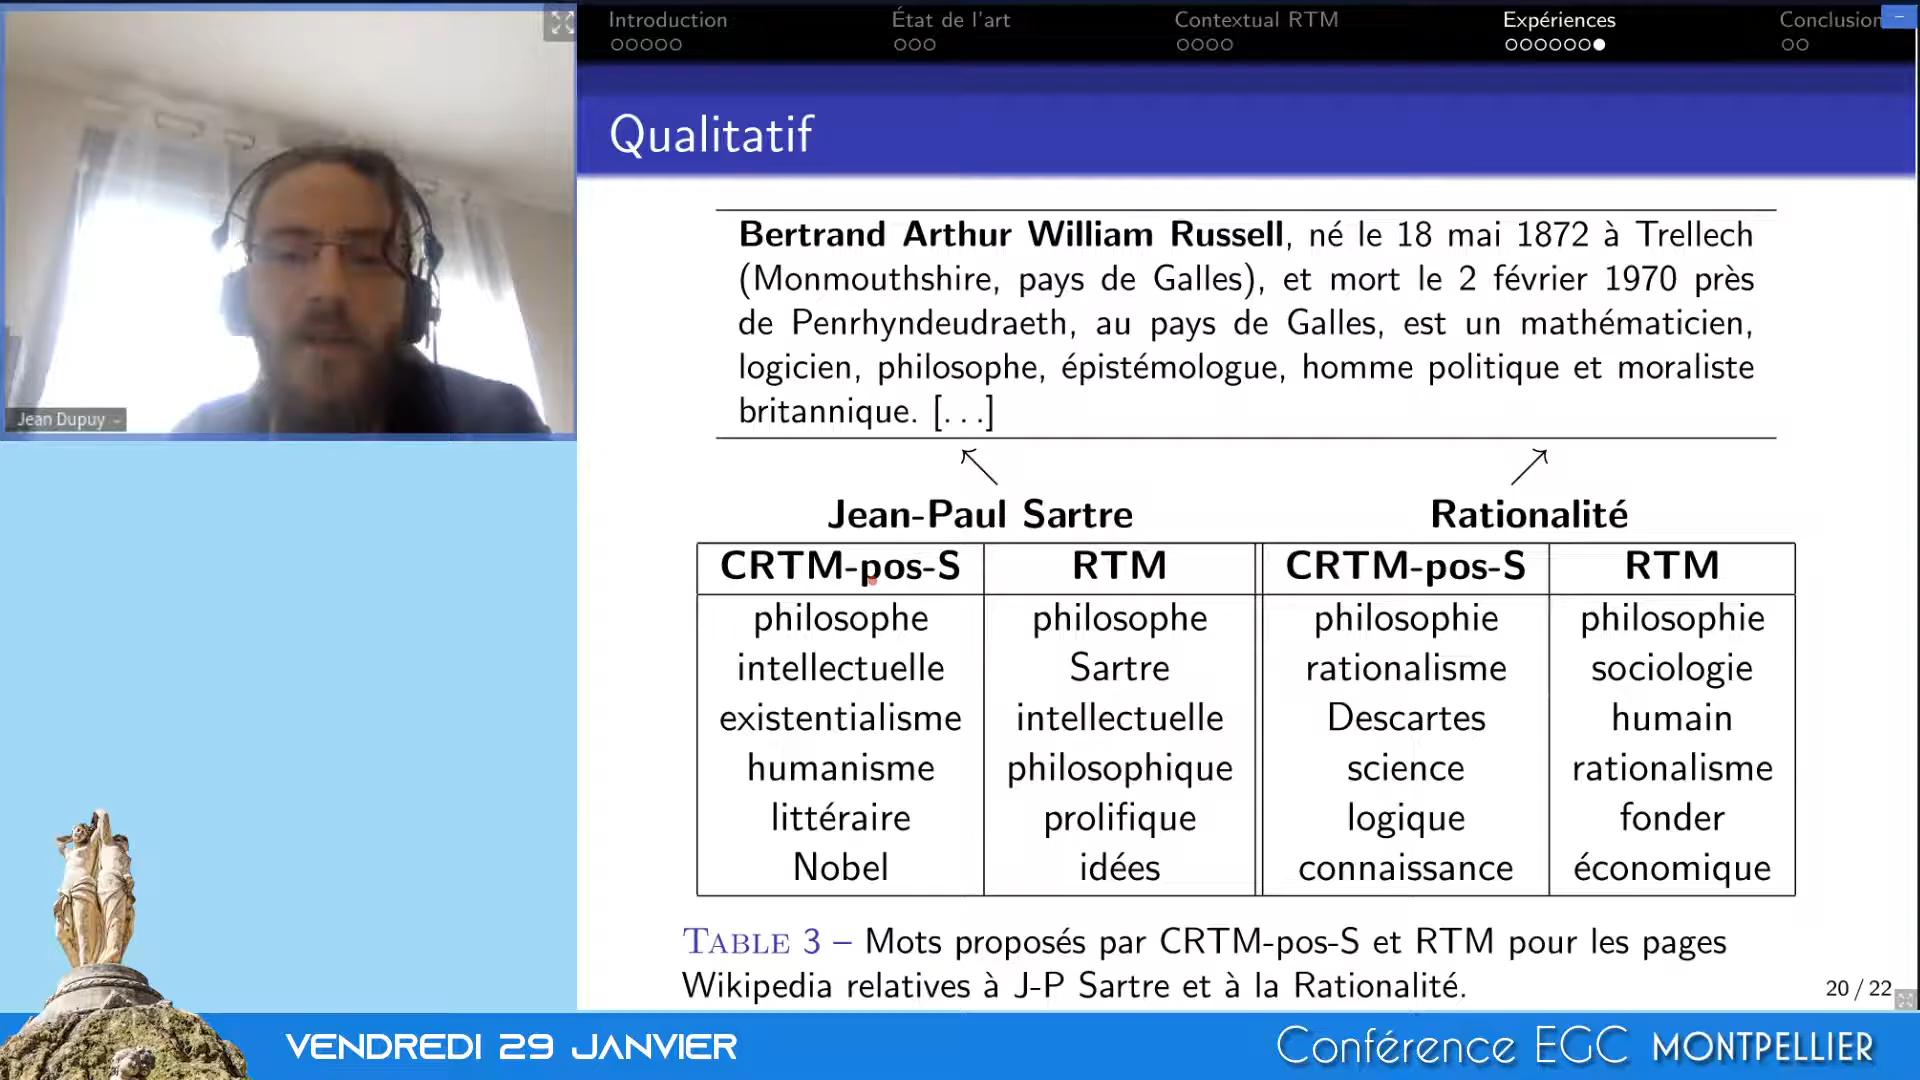 Introduction
État de l'art
Contextual RTM
Expériences
Conclusion
Qualitatif
Bertrand Arthur William Russell, né le 18 mai 1872 à Trellech
(Monmouthshire, pays de Galles), et mort le 2 février 1970 près
de Penrhyndeudraeth, au pays de Galles, est un mathématicien,
logicien, philosophe, épistémologue, homme politique et moraliste
britannique. [...]
Jean Dupuy
Jean-Paul Sartre
Rationalité
CRTM-pos-S RTM CRTM-pos-S RTM
philosophe philosophe philosophie philosophie
intellectuelle Sartre rationalisme sociologie
existentialisme intellectuelle Descartes humain
humanisme philosophique science rationalisme
littéraire prolifique logique fonder
Nobel idées connaissance économique
TABLE 3 – Mots proposés par CRTM-pos-S et RTM pour les pages
Wikipedia relatives à J-P Sartre et à la Rationalité.
20 / 22
VENDREDI 29 JANVIER
Conférence EGC MONTPELLIER